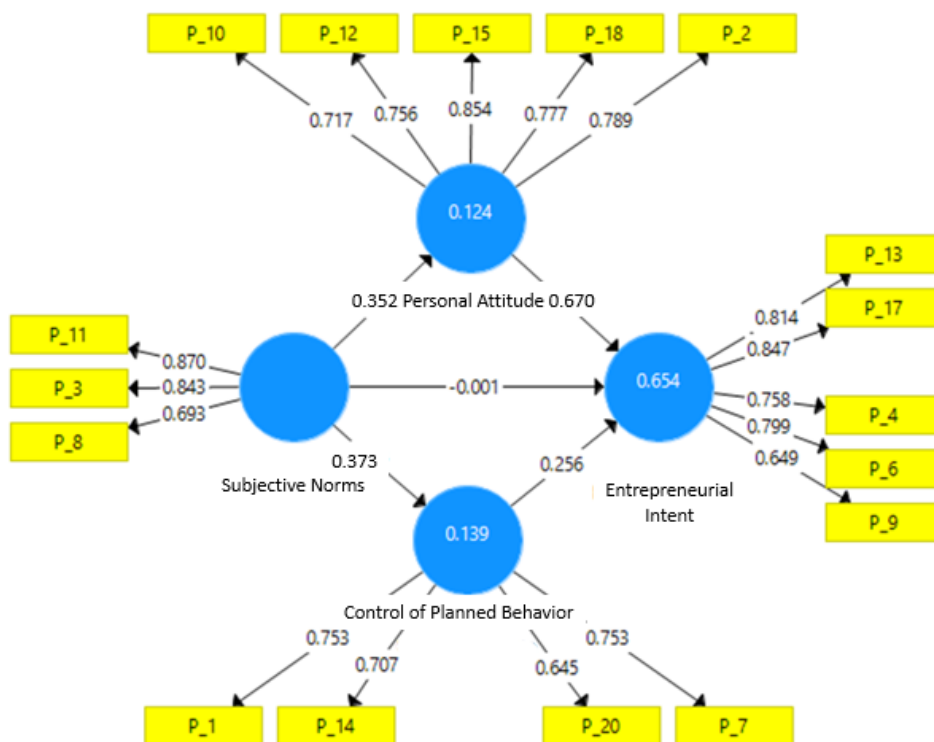 P_10 P_12 P_15 P_18 P_2
0.717 0.756 0.854 0.777 0.789
0.124
P_13
0.352 Personal Attitude 0.670
0.814
P_17
P_11
0.847
0.870
P_3
0.843
-0.001
0.654
0.758
P_4
0.693
P_8
0.799
0.373
0.256
0.649
P_6
Subjective Norms
Entrepreneurial
Intent
P_9
0.139
Control of Planned Behavior
0.753 0.707 0.645 0.753
P_1 P_14 P_20 P_7